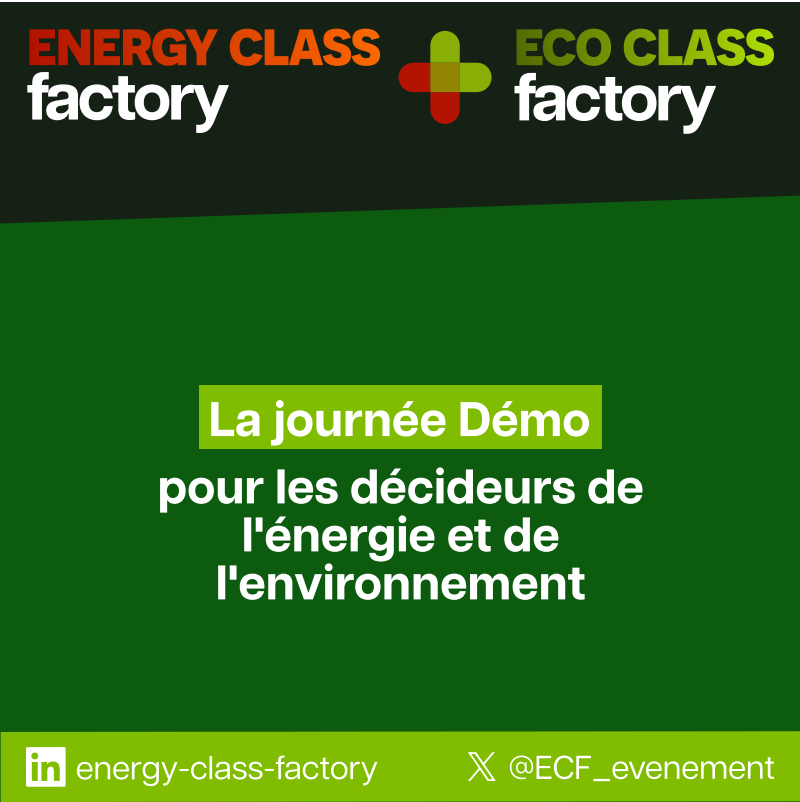 ENERGY CLASS
factory
ECO CLASS
factory
La journée Démo
pour les décideurs de
l'énergie et de
l'environnement
in energy-class-factory
X @ECF_evenement